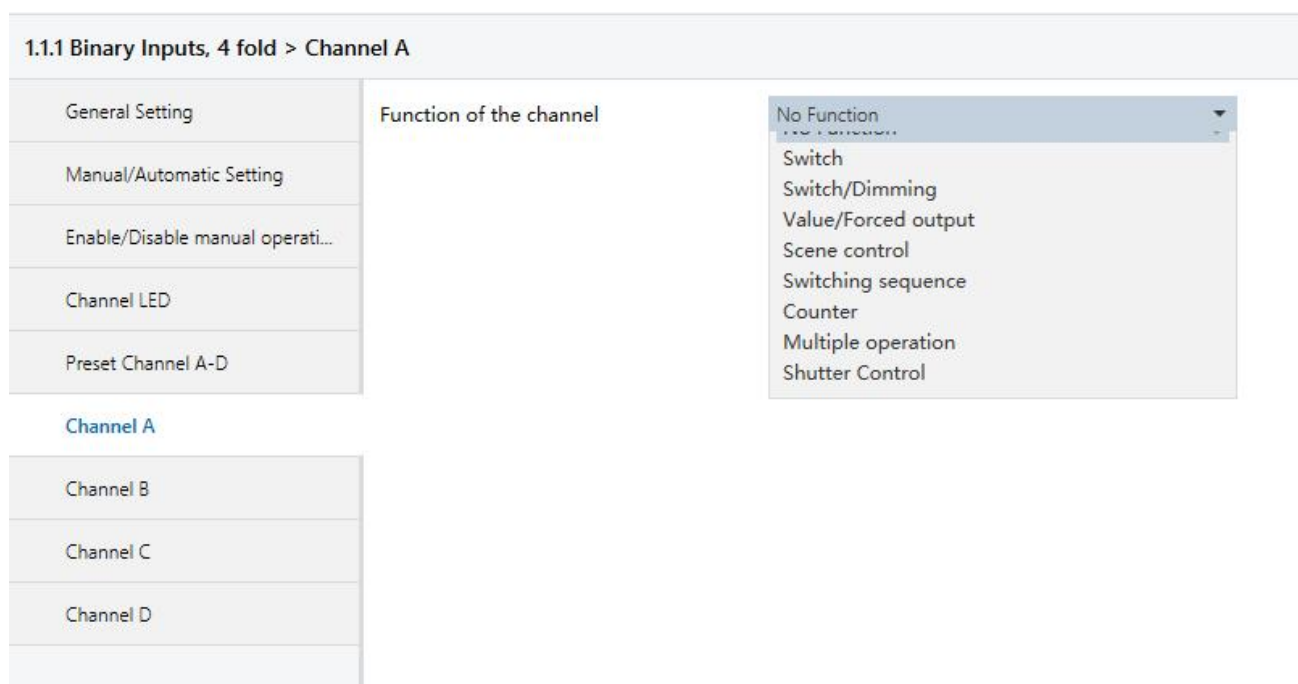 1.1.1 Binary Inputs, 4 fold > Channel A
General Setting
Function of the channel
No Function
No Function
Manual/Automatic Setting
Switch
Switch/Dimming
Enable/Disable manual operati...
Value/Forced output
Scene control
Switching sequence
Channel LED
Counter
Multiple operation
Preset Channel A-D
Shutter Control
Channel A
Channel B
Channel C
Channel D